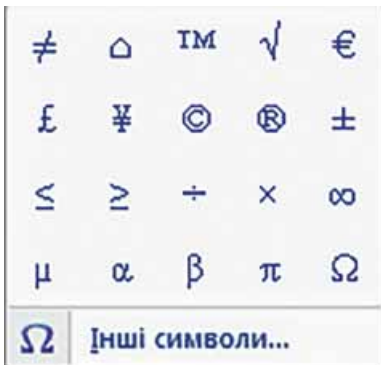 ≠ ⌂ ™ √ €
£ ¥ © ® ±
≤ ≥ ÷ × ∞
µ α β π Ω
Ω Інші символи...